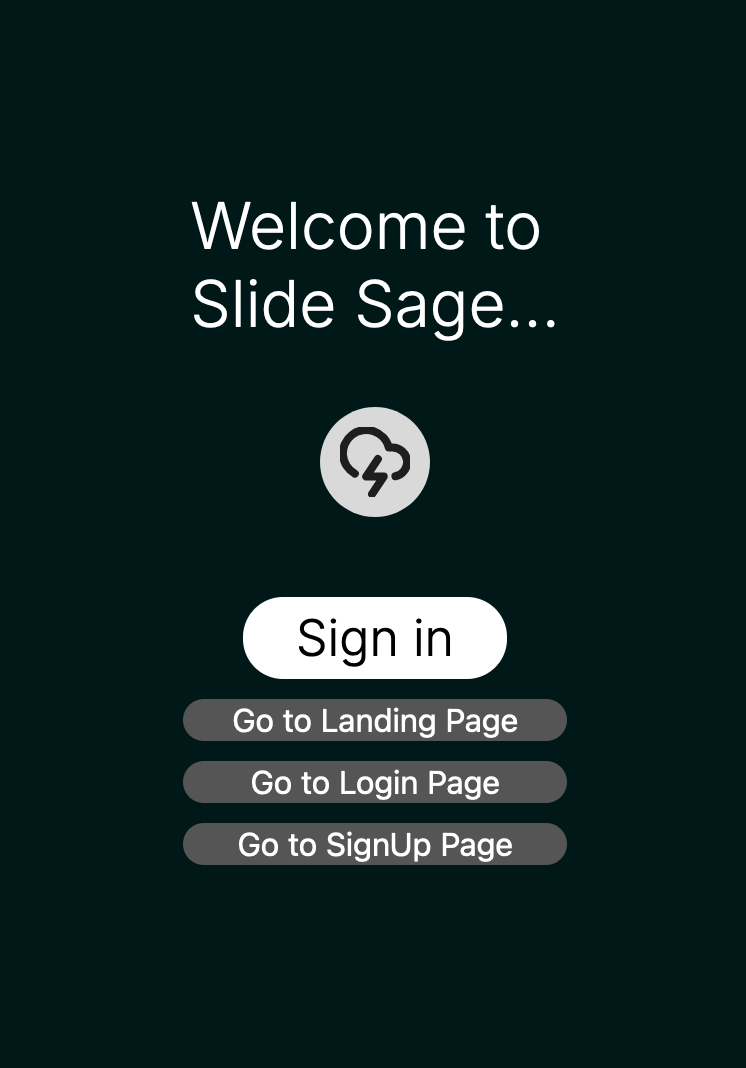 Welcome to
Slide Sage...
Sign in
Go to Landing Page
Go to Login Page
Go to SignUp Page